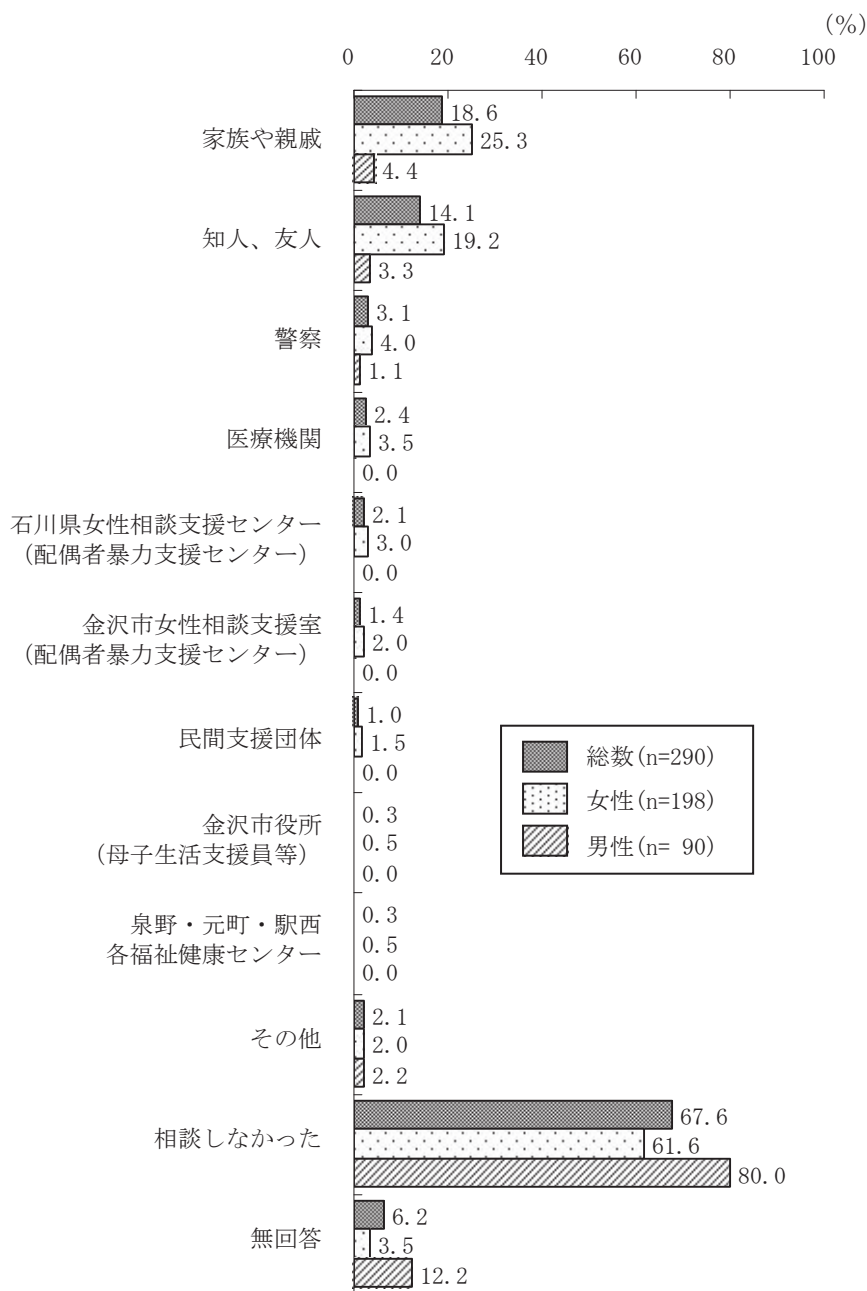 (%)
0 20 40 60 80 100
家族や親戚
18.6
25.3
4.4
知人、友人
14.1
19.2
3.3
警察
3.1
4.0
1.1
医療機関
2.4
3.5
0.0
石川県女性相談支援センター
(配偶者暴力支援センター)
2.1
3.0
0.0
金沢市女性相談支援室
(配偶者暴力支援センター)
1.4
2.0
0.0
民間支援団体
1.0
1.5
0.0
金沢市役所
(母子生活支援員等)
0.3
0.5
0.0
泉野・元町・駅西
各福祉健康センター
0.3
0.5
0.0
その他
2.1
2.0
2.2
相談しなかった
67.6
61.6
80.0
無回答
6.2
3.5
12.2
総数(n=290)
女性(n=198)
男性(n= 90)